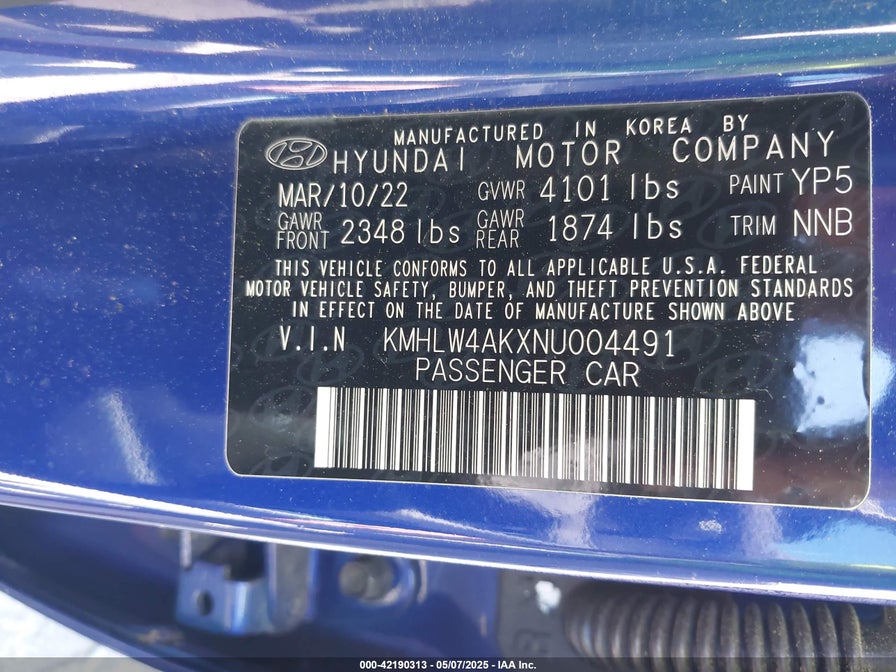 MANUFACTURED IN KOREA BY
HYUNDAI MOTOR COMPANY
MAR/10/22 GVWR 4101 lbs PAINT YP5
GAWR FRONT 2348 lbs GAWR REAR 1874 lbs TRIM NNB
THIS VEHICLE CONFORMS TO ALL APPLICABLE U.S.A. FEDERAL
MOTOR VEHICLE SAFETY, BUMPER, AND THEFT PREVENTION STANDARDS
IN EFFECT ON THE DATE OF MANUFACTURE SHOWN ABOVE
V.I.N KMHLW4AKXNU004491
PASSENGER CAR
000-42190313 - 05/07/2025 - IAA Inc.